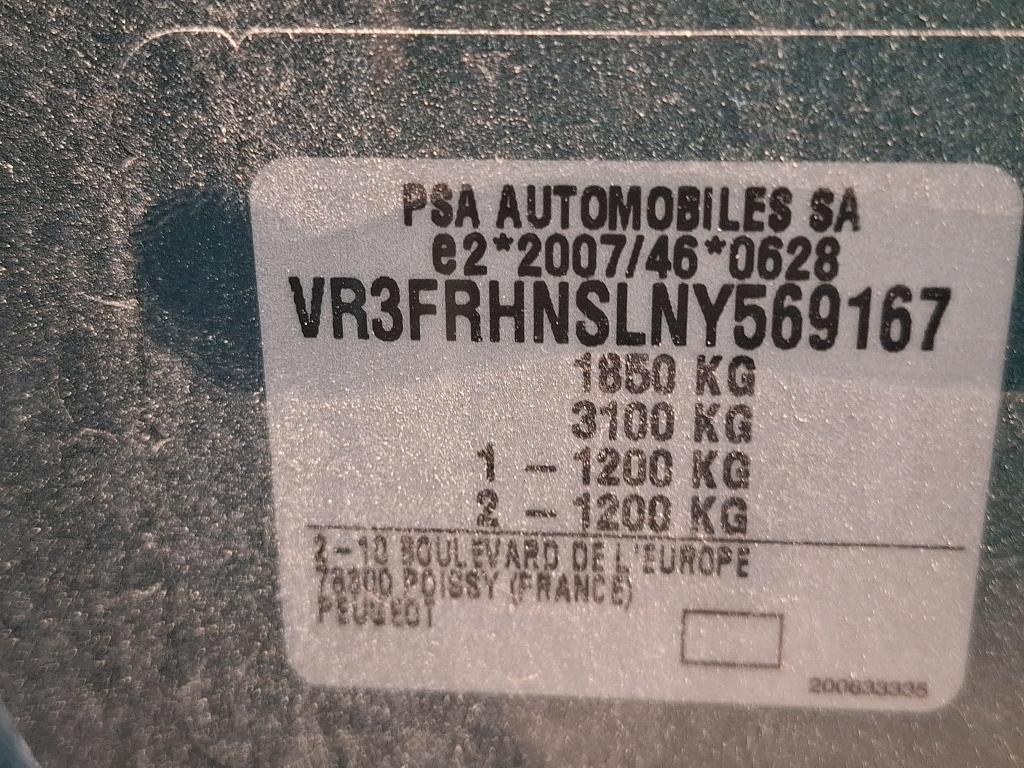 PSA AUTOMOBILES SA
e2*2007/46*0628
VR3FRHNSLNY569167
1850 KG
3100 KG
1 - 1200 KG
2 - 1200 KG
2-10 BOULEVARD DE L'EUROPE
78300 POISSY (FRANCE)
PEUGEOT
200633335